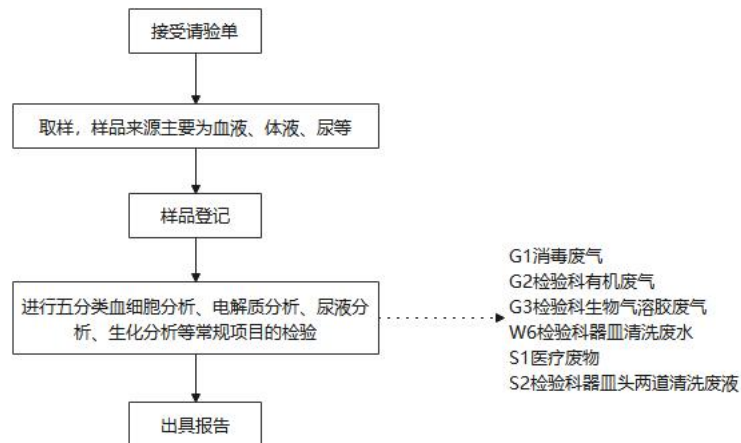 接受请验单
取样，样品来源主要为血液、体液、尿等
样品登记
进行五分类血细胞分析、电解质分析、尿液分
析、生化分析等常规项目的检验
G1消毒废气
G2检验科有机废气
G3检验科生物气溶胶废气
W6检验科器皿清洗废水
S1医疗废物
S2检验科器皿头两道清洗废液
出具报告